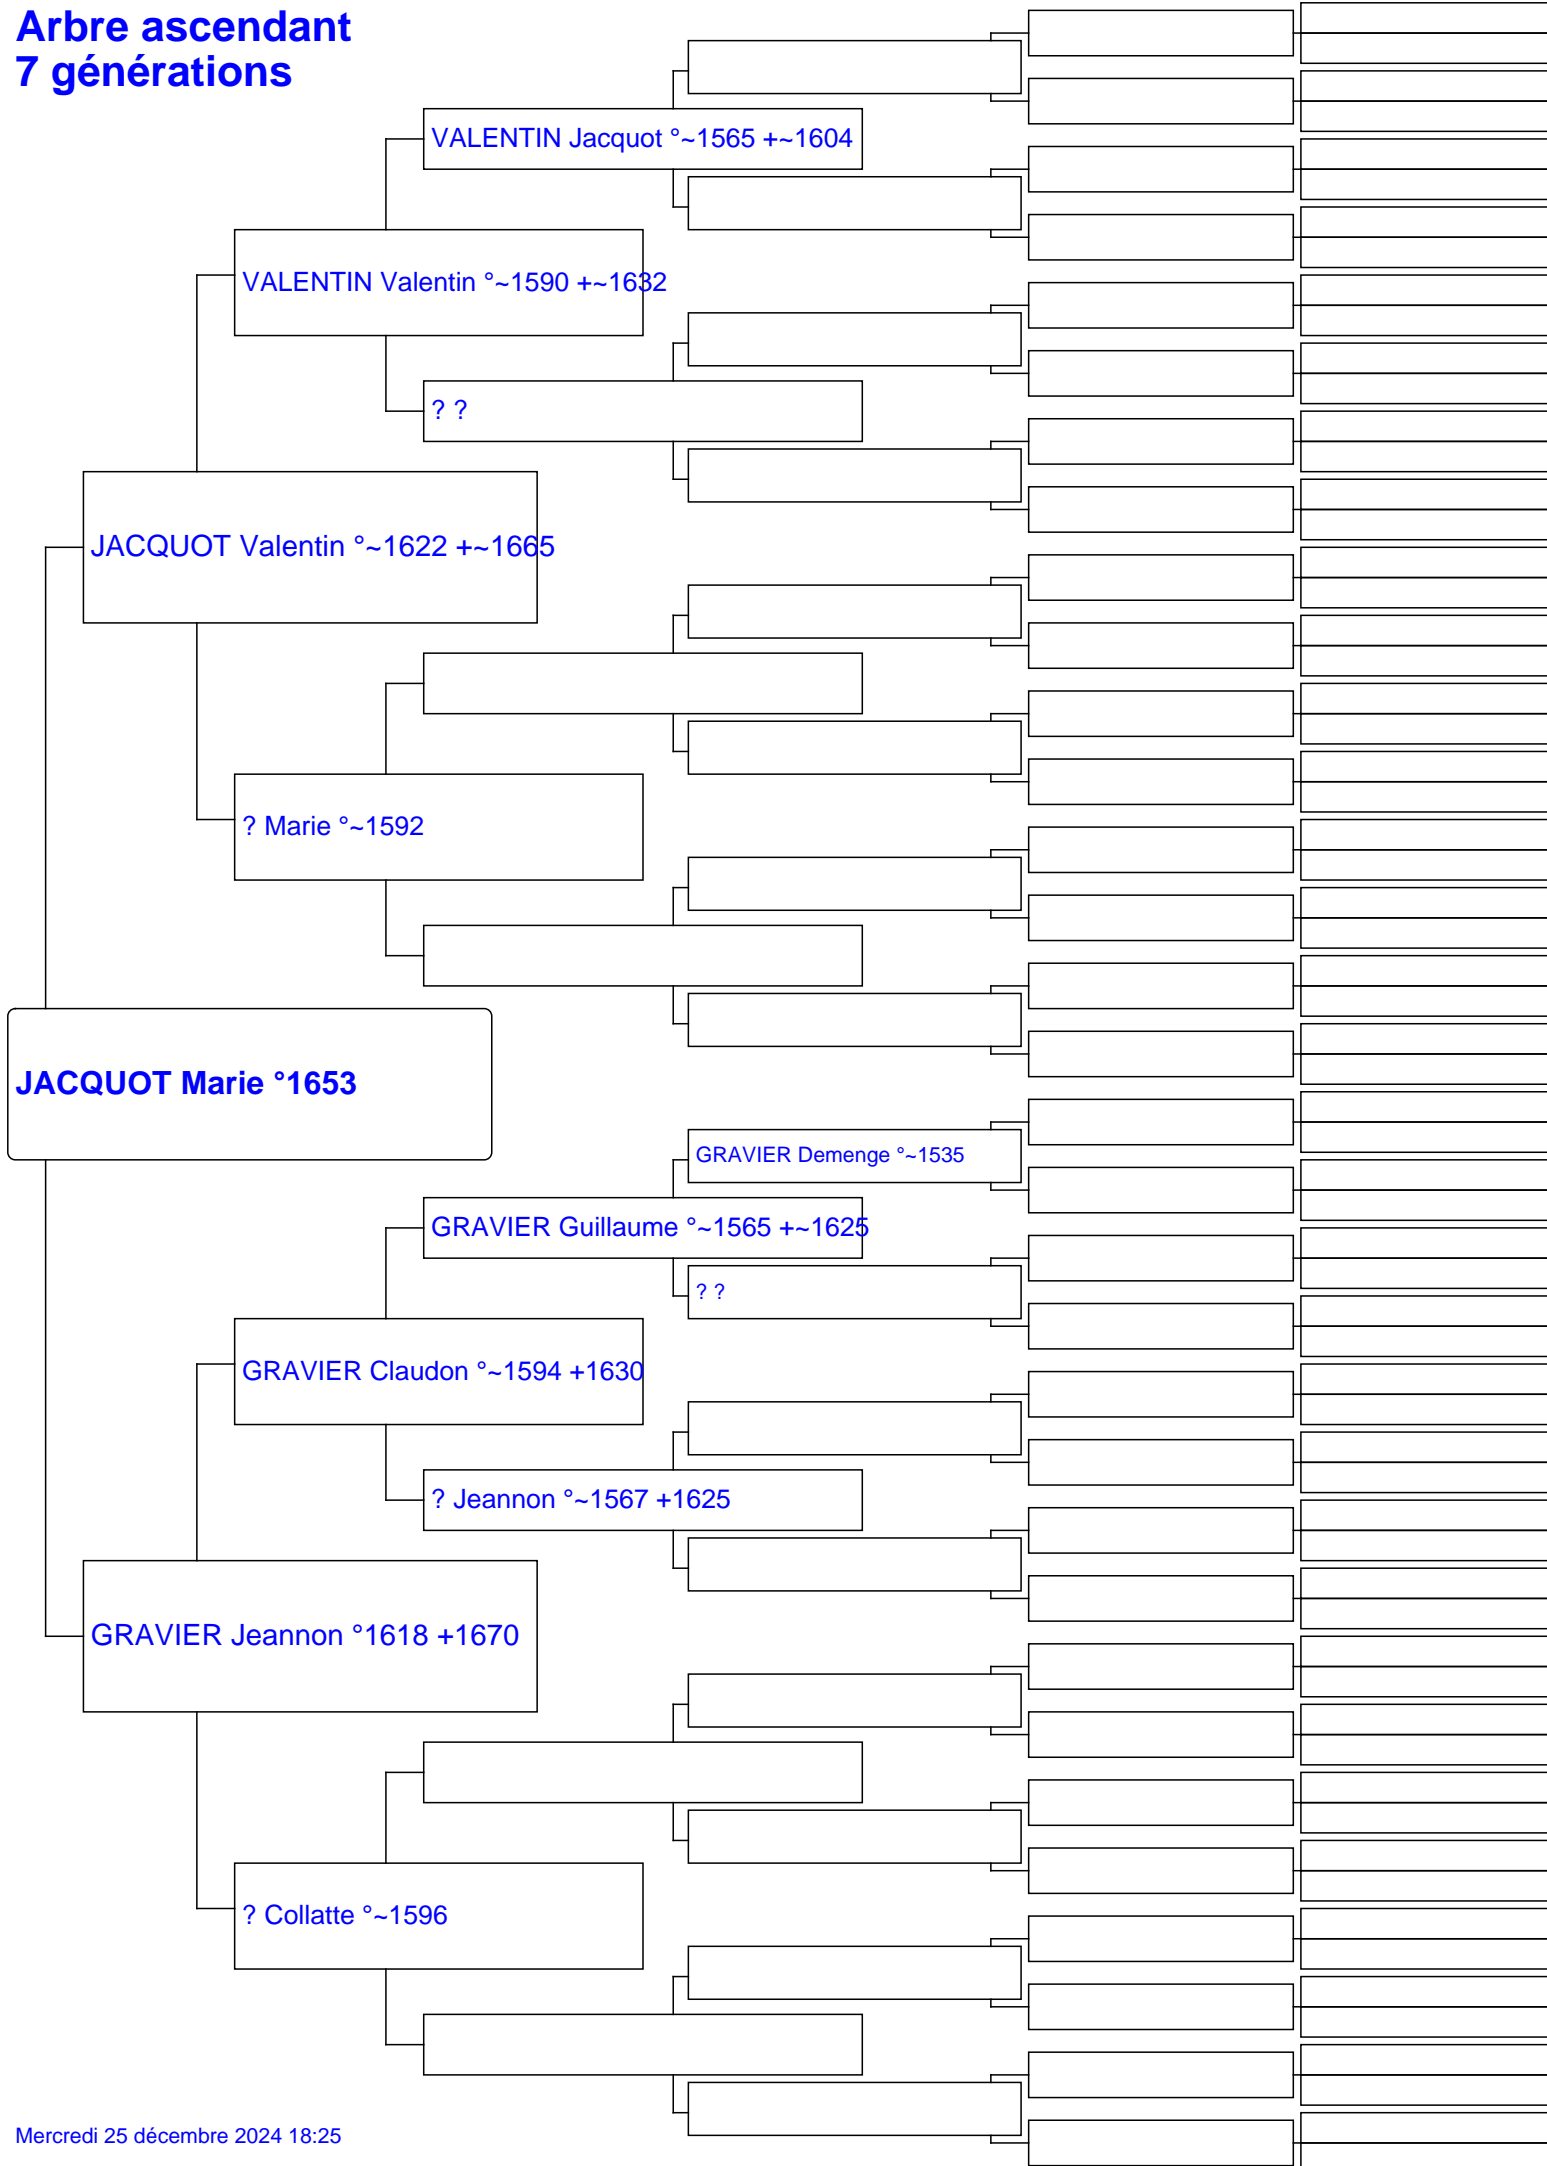 Arbre ascendant
7 générations
VALENTIN Jacquot °~1565 +~1604
VALENTIN Valentin °~1590 +~1632
? ?
JACQUOT Valentin °~1622 +~1665
? Marie °~1592
JACQUOT Marie °1653
GRAVIER Demenge °~1535
GRAVIER Guillaume °~1565 +~1625
? ?
GRAVIER Claudon °~1594 +1630
? Jeannon °~1567 +1625
GRAVIER Jeannon °1618 +1670
? Collatte °~1596
Mercredi 25 décembre 2024 18:25